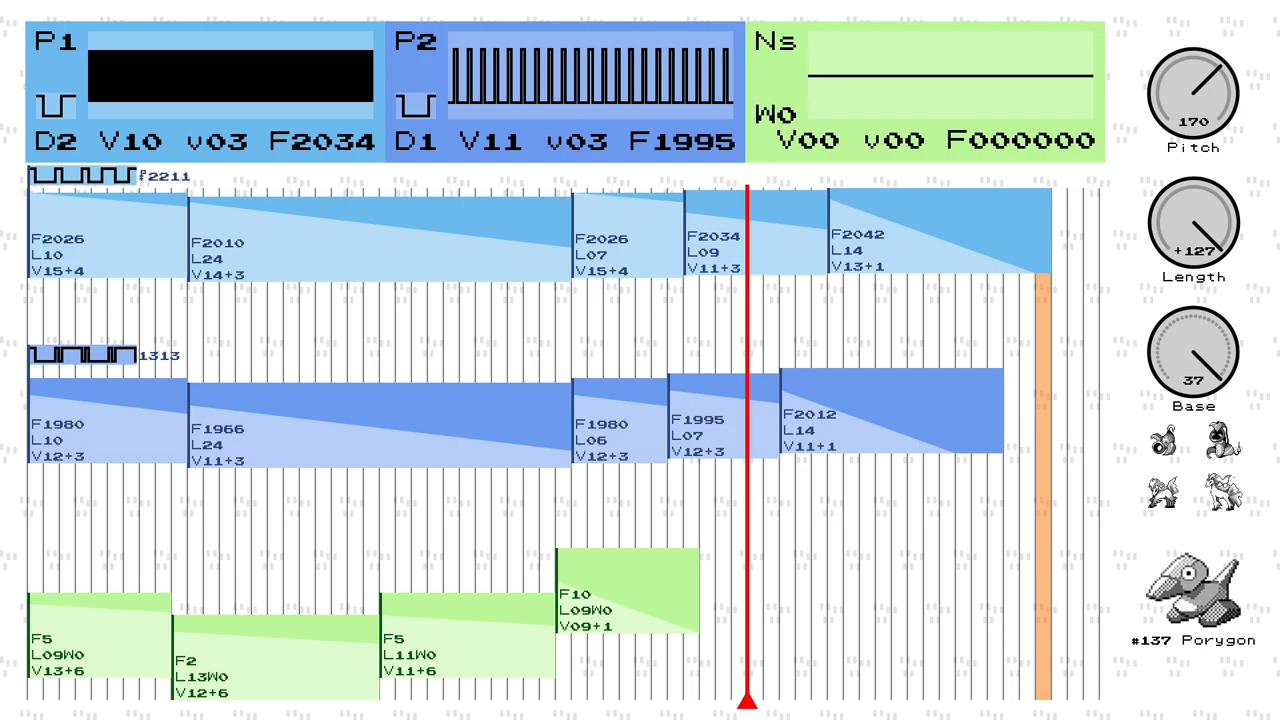 P1
D2 V10 v03 F2034
P2
D1 V11 v03 F1995
Ns
Wo
V00 v00 F000000
170
Pitch
+127
Length
37
Base
#137 Porygon
f2211
F2026
L10
V15+4
F2010
L24
V14+3
F2026
L07
V15+4
F2034
L09
V11+3
F2042
L14
V13+1
1313
F1980
L10
V12+3
F1966
L24
V11+3
F1980
L06
V12+3
F1995
L07
V12+3
F2012
L14
V11+1
F5
L09W0
V13+6
F2
L13W0
V12+6
F5
L11W0
V11+6
F10
L09W0
V09+1